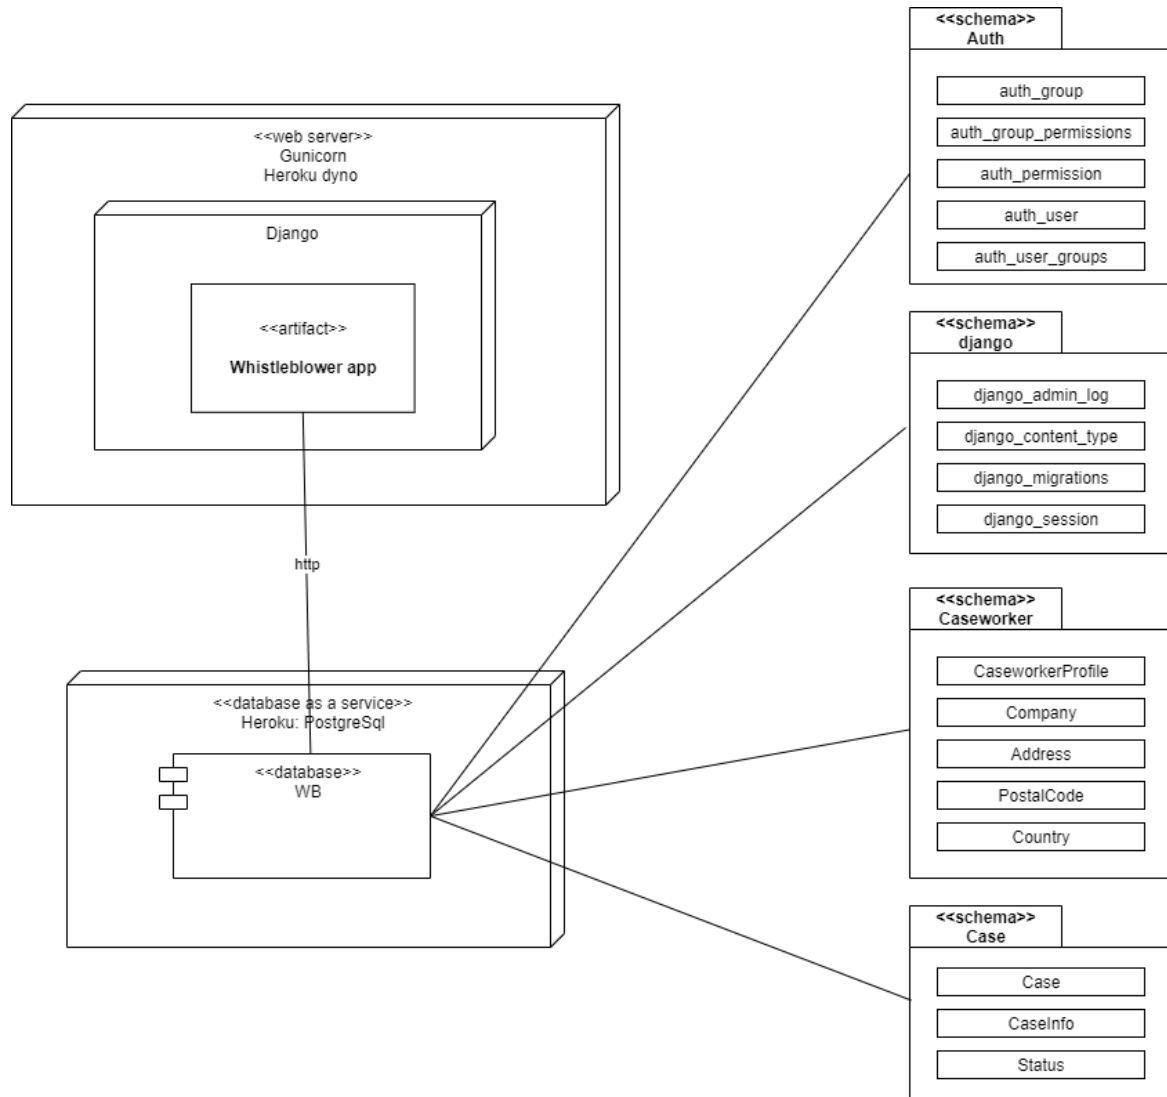 <<web server>>
Gunicorn
Heroku dyno
Django
<<artifact>>
Whistleblower app
http
<<database as a service>>
Heroku: PostgreSql
<<database>>
WB
<<schema>>
Auth
auth_group
auth_group_permissions
auth_permission
auth_user
auth_user_groups
<<schema>>
django
django_admin_log
django_content_type
django_migrations
django_session
<<schema>>
Caseworker
CaseworkerProfile
Company
Address
PostalCode
Country
<<schema>>
Case
Case
CaseInfo
Status